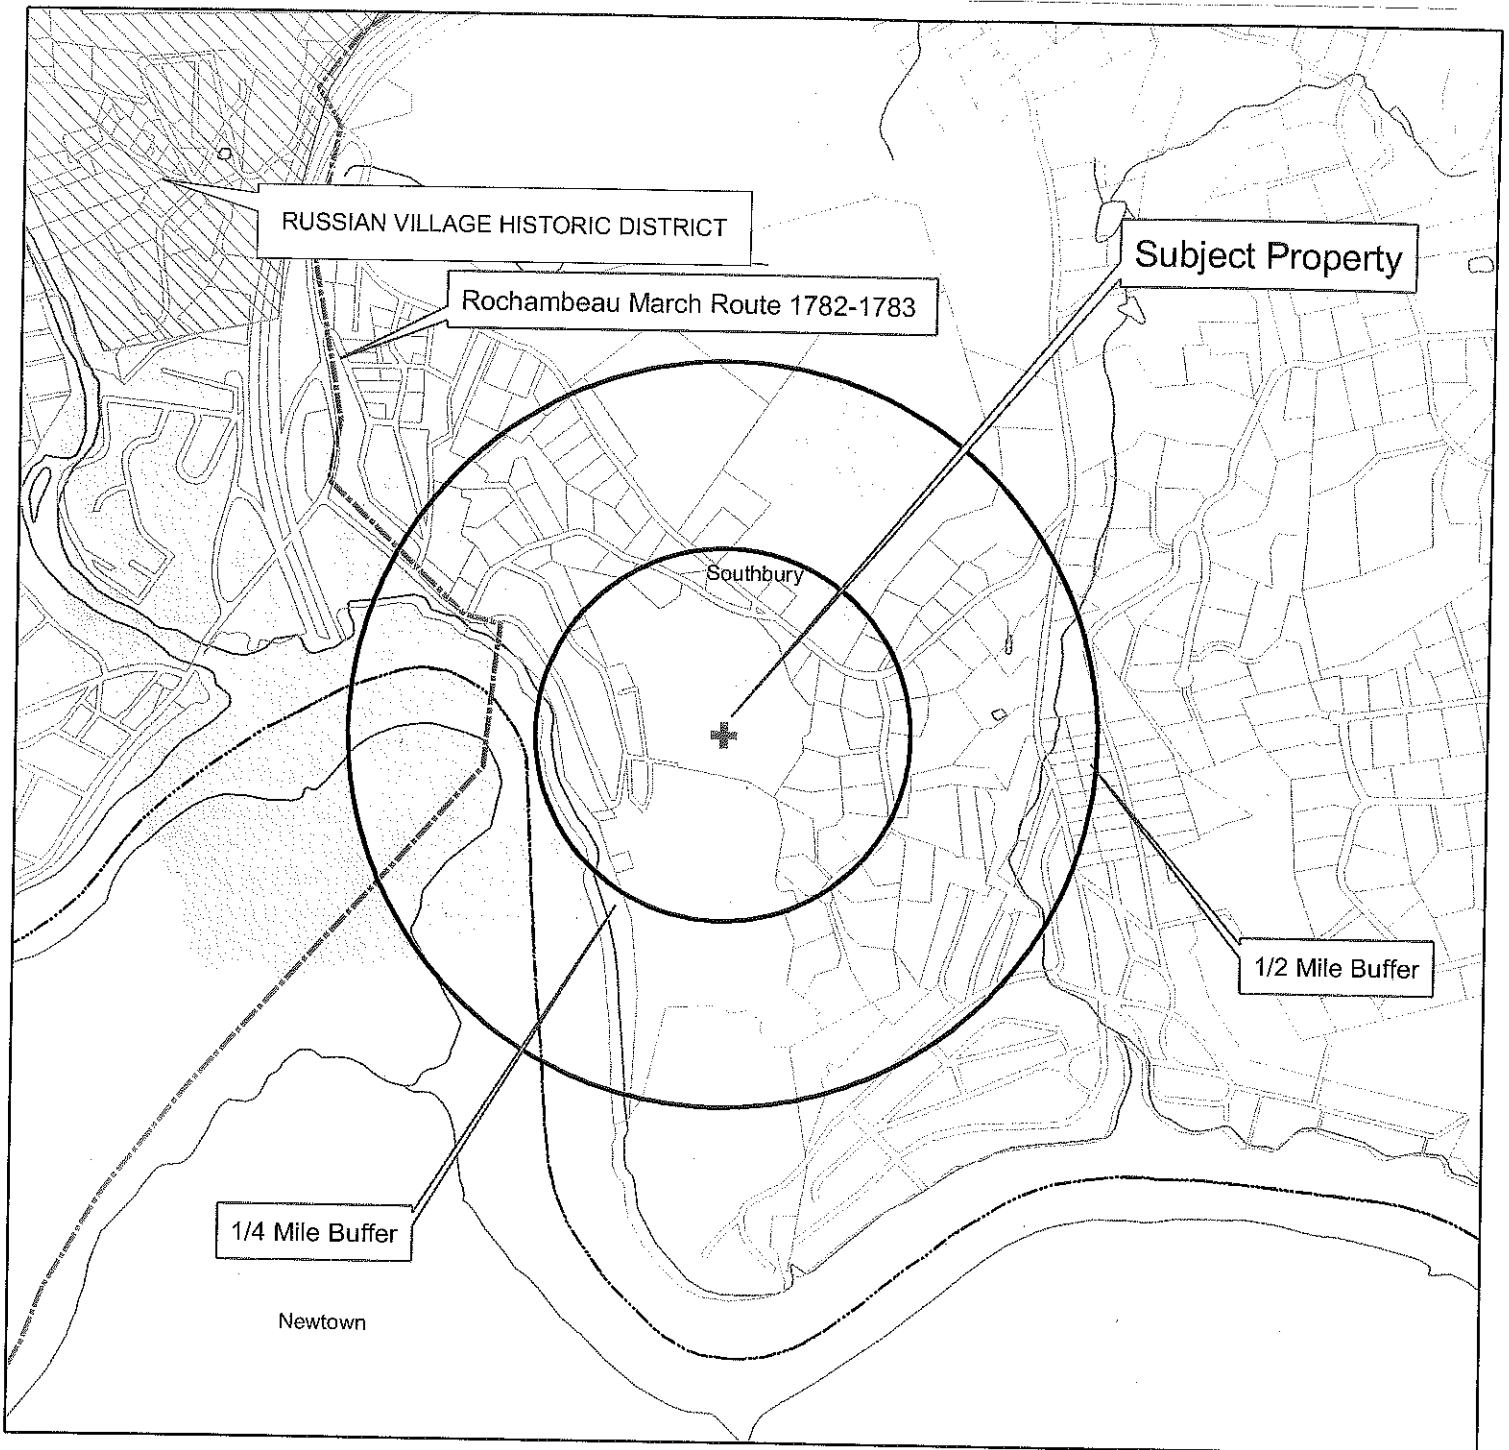 RUSSIAN VILLAGE HISTORIC DISTRICT
Subject Property
Rochambeau March Route 1782-1783
Southbury
1/2 Mile Buffer
1/4 Mile Buffer
Newtown